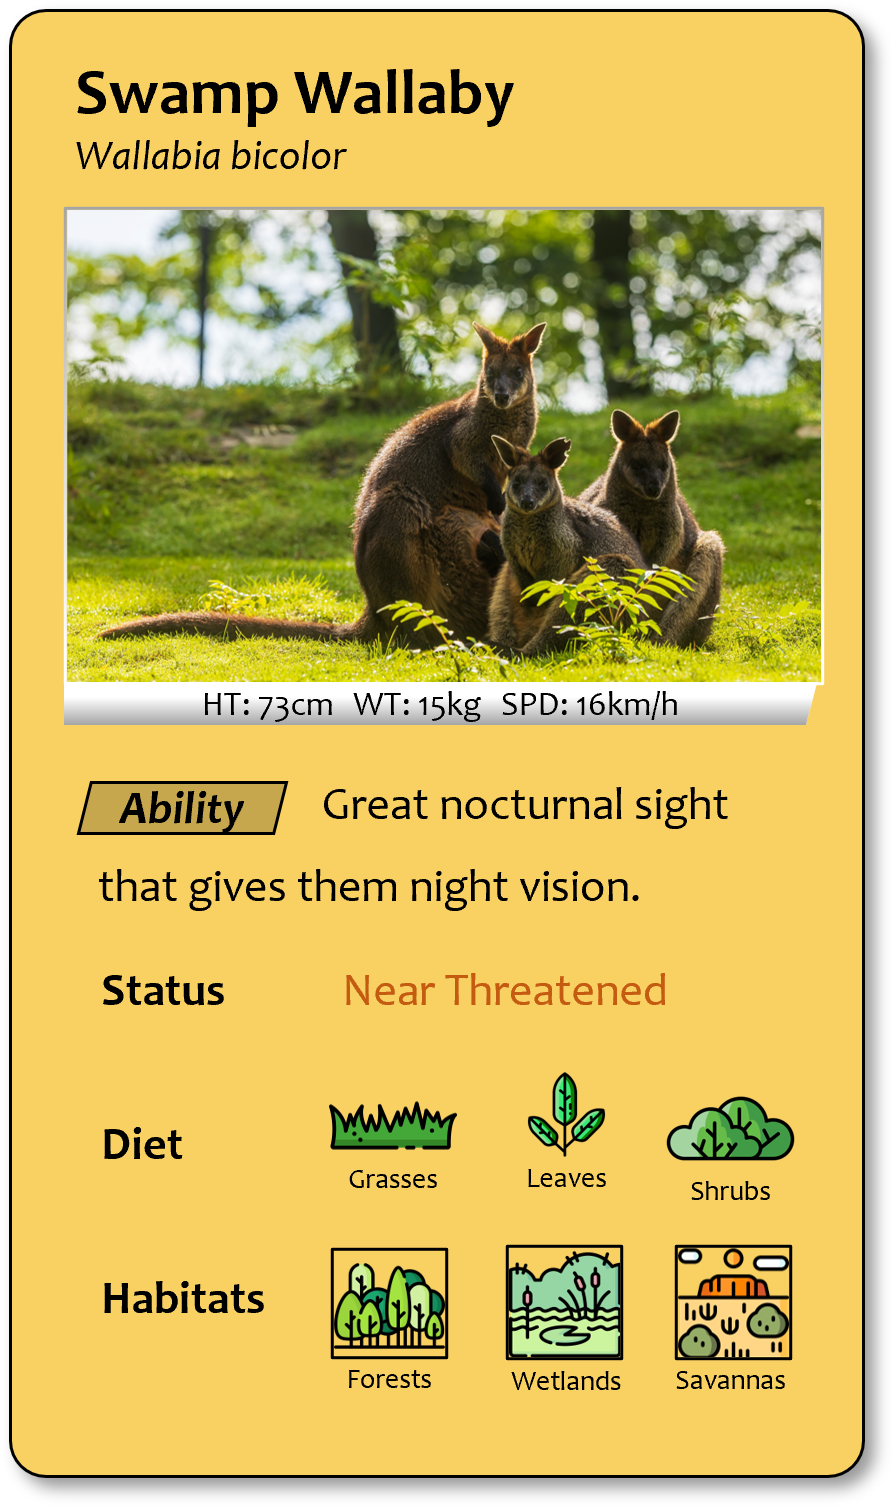 Swamp Wallaby
Wallabia bicolor
HT: 73cm WT: 15kg SPD: 16km/h
Ability Great nocturnal sight
that gives them night vision.
Status Near Threatened
Diet
Grasses Leaves Shrubs
Habitats
Forests Wetlands Savannas